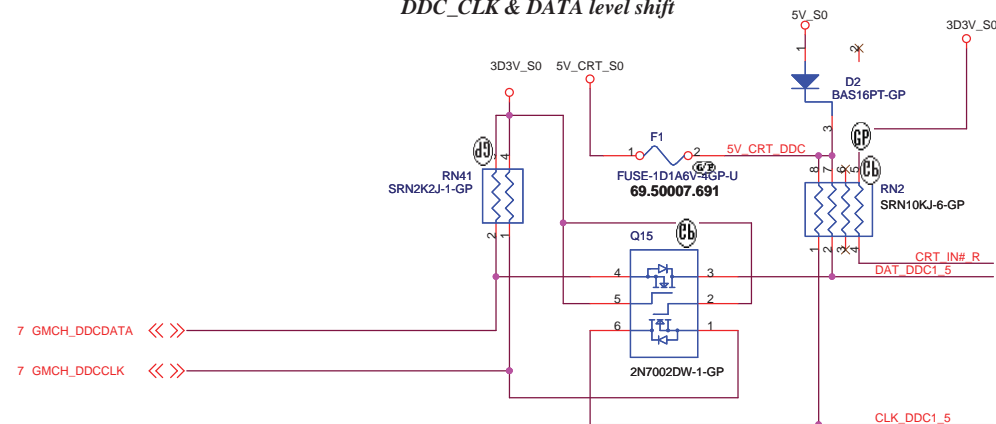 DDC_CLK & DATA level shift
5V_S0
3D3V_S0
3D3V_S0
5V_CRT_S0
1
2
D2
BAS16PT-GP
3
GP
F1
1
2
5V_CRT_DDC
GP
3
4
RN41
SRN2K2J-1-GP
FUSE-1D1A6V-4GP-U
69.50007.691
8
7
6
5
RN2
SRN10KJ-6-GP
2
1
Q15
1
2
3
4
CRT_IN#_R
DAT_DDC1_5
4
3
5
2
6
1
7 GMCH_DDCDATA
7 GMCH_DDCCLK
2N7002DW-1-GP
CLK_DDC1_5